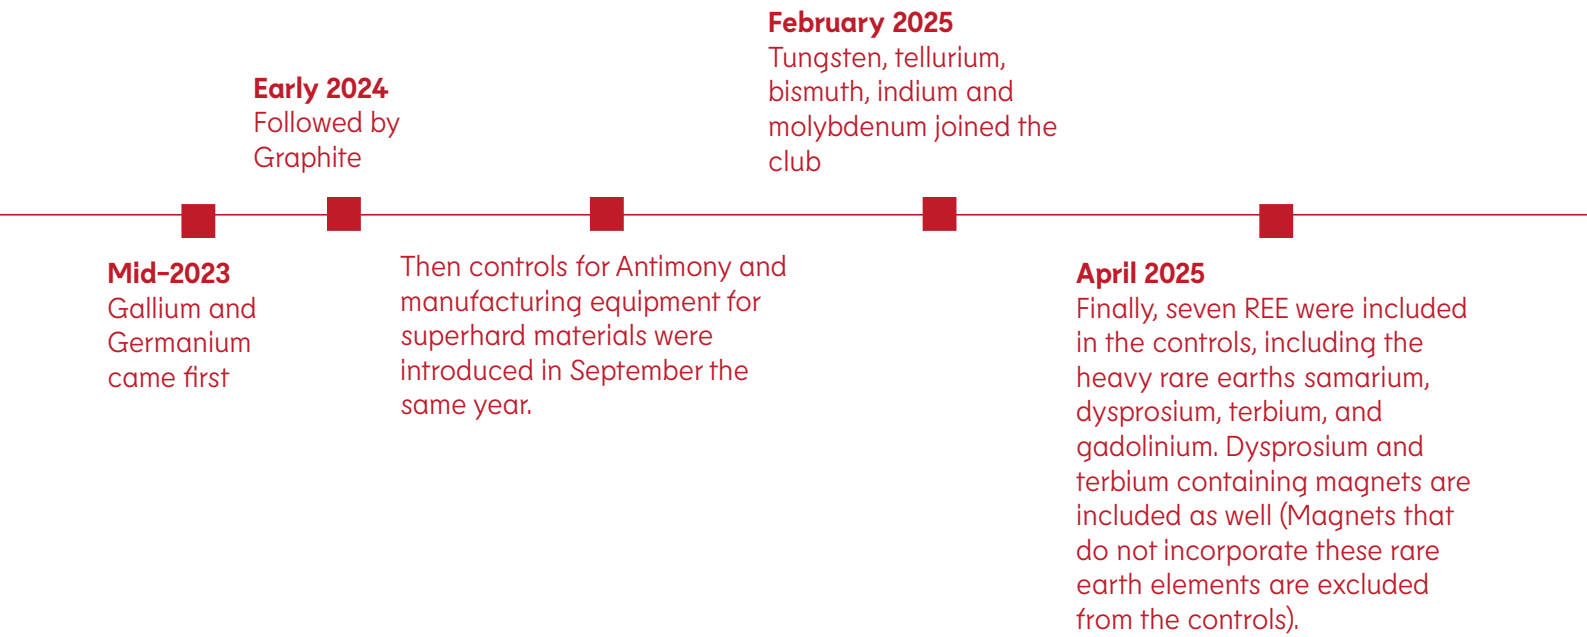 Mid-2023
Gallium and
Germanium
came first
Early 2024
Followed by
Graphite
Then controls for Antimony and
manufacturing equipment for
superhard materials were
introduced in September the
same year.
February 2025
Tungsten, tellurium,
bismuth, indium and
molybdenum joined the
club
April 2025
Finally, seven REE were included
in the controls, including the
heavy rare earths samarium,
dysprosium, terbium, and
gadolinium. Dysprosium and
terbium containing magnets are
included as well (Magnets that
do not incorporate these rare
earth elements are excluded
from the controls).